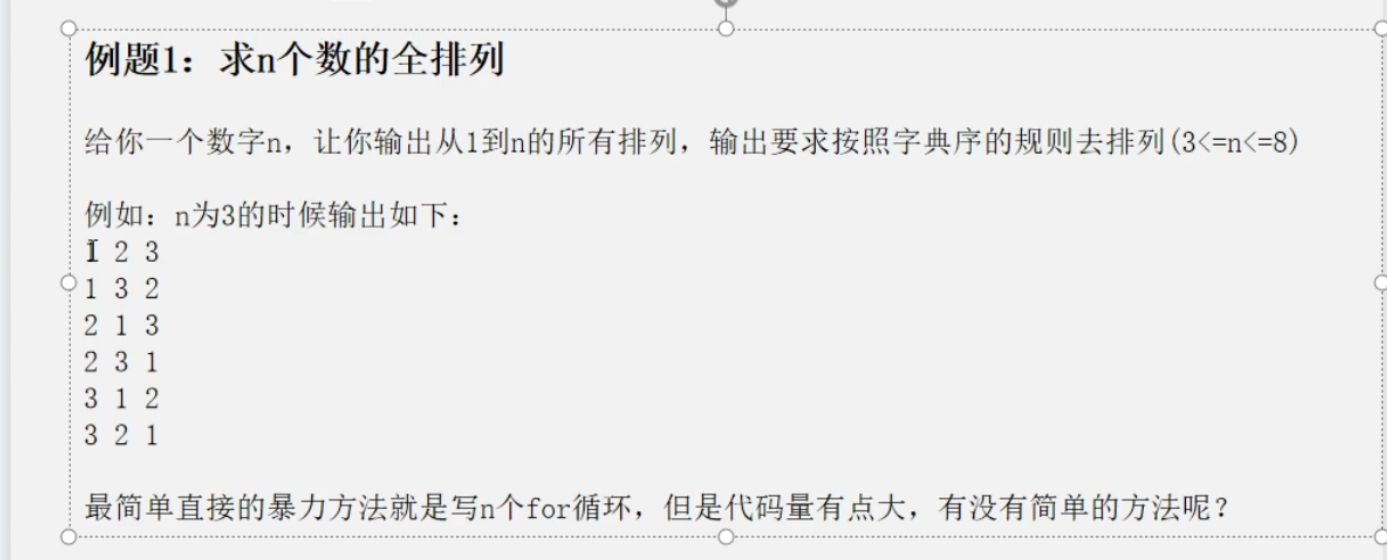 例题1：求n个数的全排列
给你一个数字n，让你输出从1到n的所有排列，输出要求按照字典序的规则去排列(3<=n<=8)
例如：n为3的时候输出如下：
1 2 3
1 3 2
2 1 3
2 3 1
3 1 2
3 2 1
最简单直接的暴力方法就是写n个for循环，但是代码量有点大，有没有简单的方法呢？